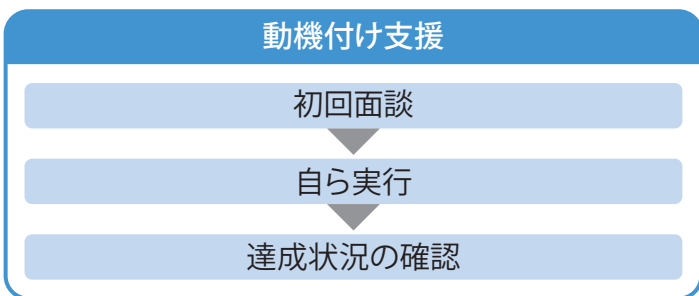 動機付け支援
初回面談
自ら実行
達成状況の確認